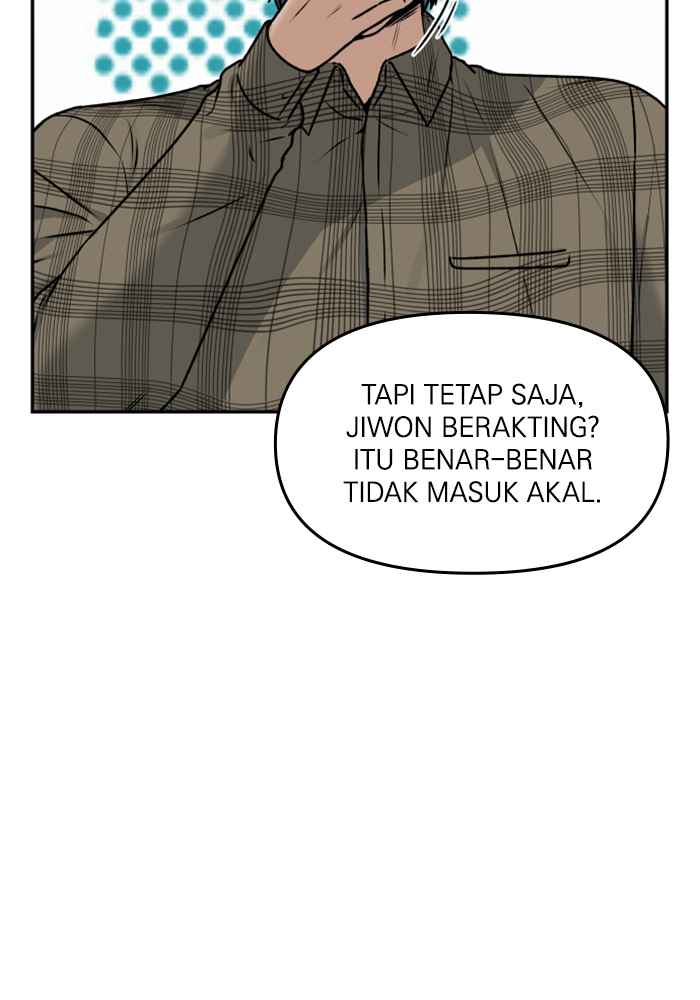 TAPI TETAP SAJA,
JIWON BERAKTING?
ITU BENAR-BENAR
TIDAK MASUK AKAL.